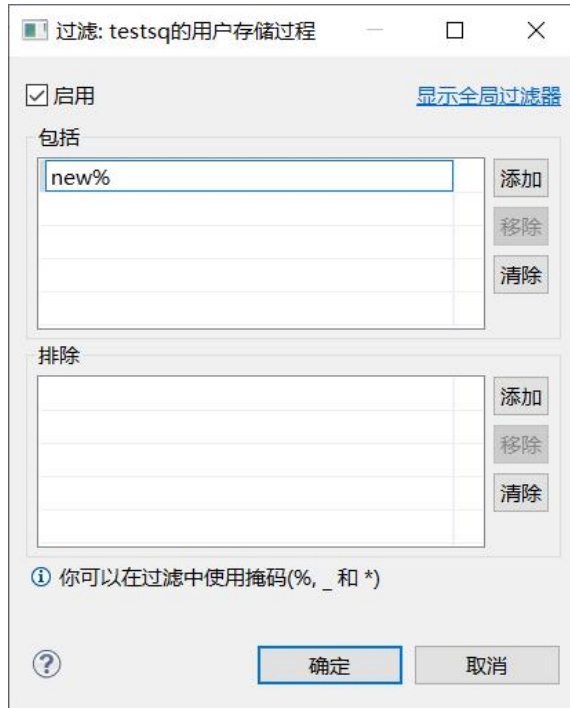 过滤: testsq的用户存储过程
启用
显示全局过滤器
包括
new%
添加
移除
清除
排除
添加
移除
清除
你可以在过滤中使用掩码(%, _ 和 *)
确定
取消